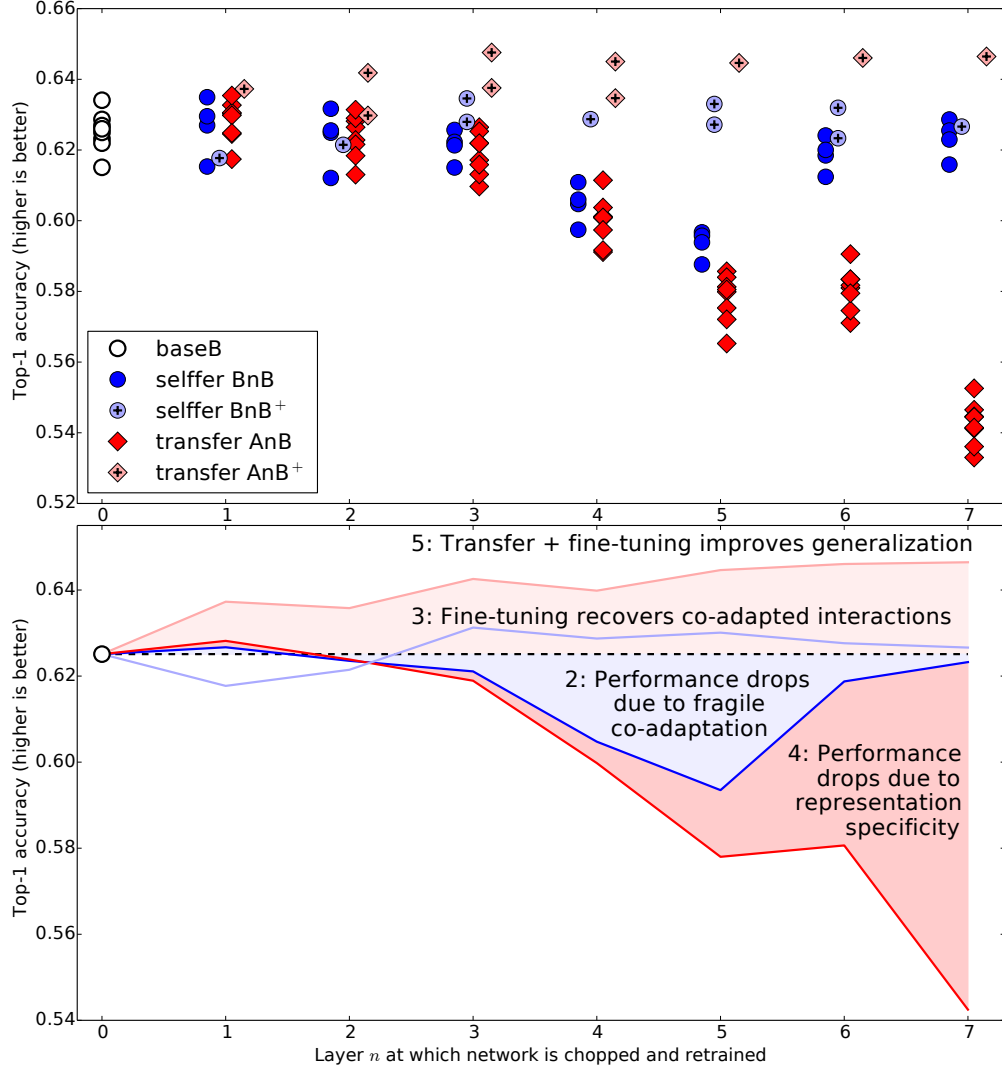 0.66
0.64
0.62
0.60
0.58
0.56
0.54
0.52
Top-1 accuracy (higher is better)
baseB
selffer BnB
selffer BnB⁺
transfer AnB
transfer AnB⁺
0 1 2 3 4 5 6 7
5: Transfer + fine-tuning improves generalization
3: Fine-tuning recovers co-adapted interactions
2: Performance drops
due to fragile
co-adaptation
4: Performance
drops due to
representation
specificity
0.64
0.62
0.60
0.58
0.56
0.54
Top-1 accuracy (higher is better)
0 1 2 3 4 5 6 7
Layer n at which network is chopped and retrained